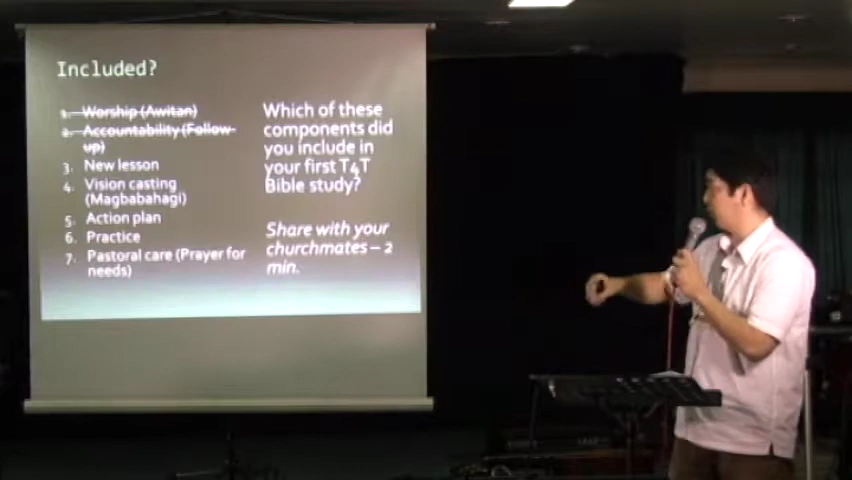 Included?
1. Worship (Awitan)
2. Accountability (Follow-
up)
3. New lesson
4. Vision casting
(Magbabahagi)
5. Action plan
6. Practice
7. Pastoral care (Prayer for
needs)
Which of these
components did
you include in
your first T4T
Bible study?
Share with your
churchmates – 2
min.